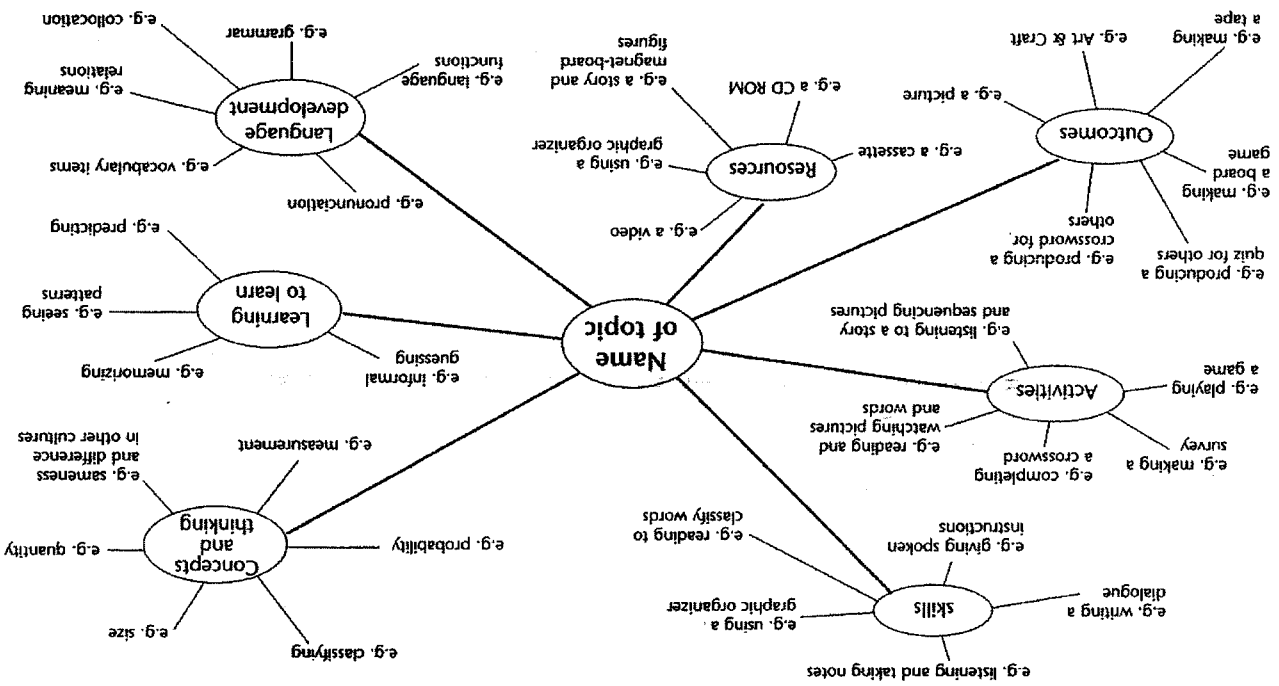 e.g. listening and taking notes
e.g. writing a
dialogue
skills
e.g. using a
graphic organizer
e.g. giving spoken
instructions
e.g. reading to
classify words
e.g. classifying
e.g. size
Concepts
and
thinking
e.g. probability
e.g. quantity
e.g. measurement
e.g. sameness
and difference
in other cultures
e.g. making a
survey
e.g. completing
a crossword
e.g. reading and
watching pictures
and words
Activities
e.g. playing
a game
e.g. listening to a story
and sequencing pictures
Name
of topic
e.g. informal
guessing
e.g. memorizing
Learning
to learn
e.g. seeing
patterns
e.g. predicting
e.g. producing a
quiz for others
e.g. producing a
crossword for
others
e.g. making
a board
game
Outcomes
e.g. a picture
e.g. Art & Craft
e.g. making
a tape
e.g. a video
e.g. a cassette
Resources
e.g. using a
graphic organizer
e.g. a CD ROM
e.g. a story and
magnet-board
figures
e.g. pronunciation
e.g. vocabulary items
Language
development
e.g. language
functions
e.g. meaning
relations
e.g. grammar
e.g. collocation